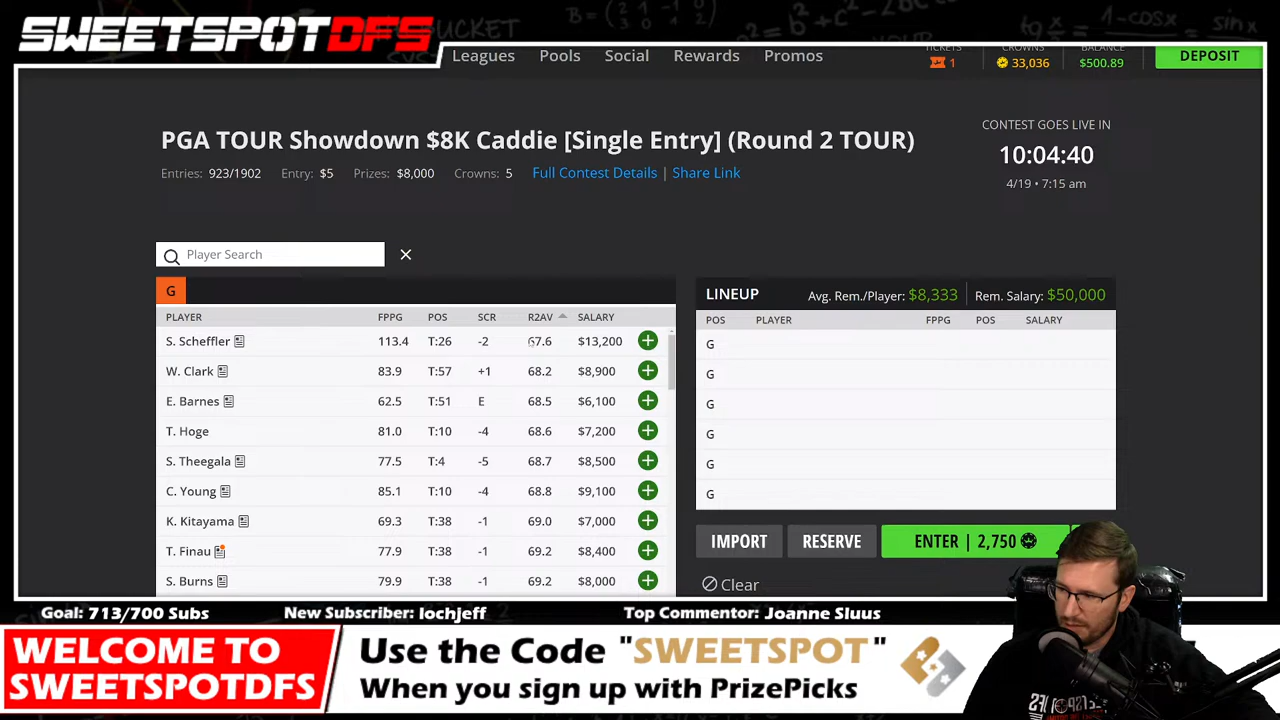 SWEETSPOTDFS
Leagues Pools Social Rewards Promos
TICKETS 1
CROWNS 33,036
BALANCE $500.89
DEPOSIT
PGA TOUR Showdown $8K Caddie [Single Entry] (Round 2 TOUR)
Entries: 923/1902 Entry: $5 Prizes: $8,000 Crowns: 5 Full Contest Details | Share Link
CONTEST GOES LIVE IN
10:04:40
4/19 • 7:15 am
Player Search
G
PLAYER FPPG POS SCR R2AV SALARY
S. Scheffler 113.4 T:26 -2 67.6 $13,200
W. Clark 83.9 T:57 +1 68.2 $8,900
E. Barnes 62.5 T:51 E 68.5 $6,100
T. Hoge 81.0 T:10 -4 68.6 $7,200
S. Theegala 77.5 T:4 -5 68.7 $8,500
C. Young 85.1 T:10 -4 68.8 $9,100
K. Kitayama 69.3 T:38 -1 69.0 $7,000
T. Finau 77.9 T:38 -1 69.2 $8,400
S. Burns 79.9 T:38 -1 69.2 $8,000
LINEUP Avg. Rem./Player: $8,333 Rem. Salary: $50,000
POS PLAYER FPPG POS SALARY
G
G
G
G
G
G
IMPORT RESERVE ENTER | 2,750
Clear
Goal: 713/700 Subs New Subscriber: lochjeff Top Commentor: Joanne Sluus
WELCOME TO
SWEETSPOTDFS
Use the Code "SWEETSPOT"
When you sign up with PrizePicks